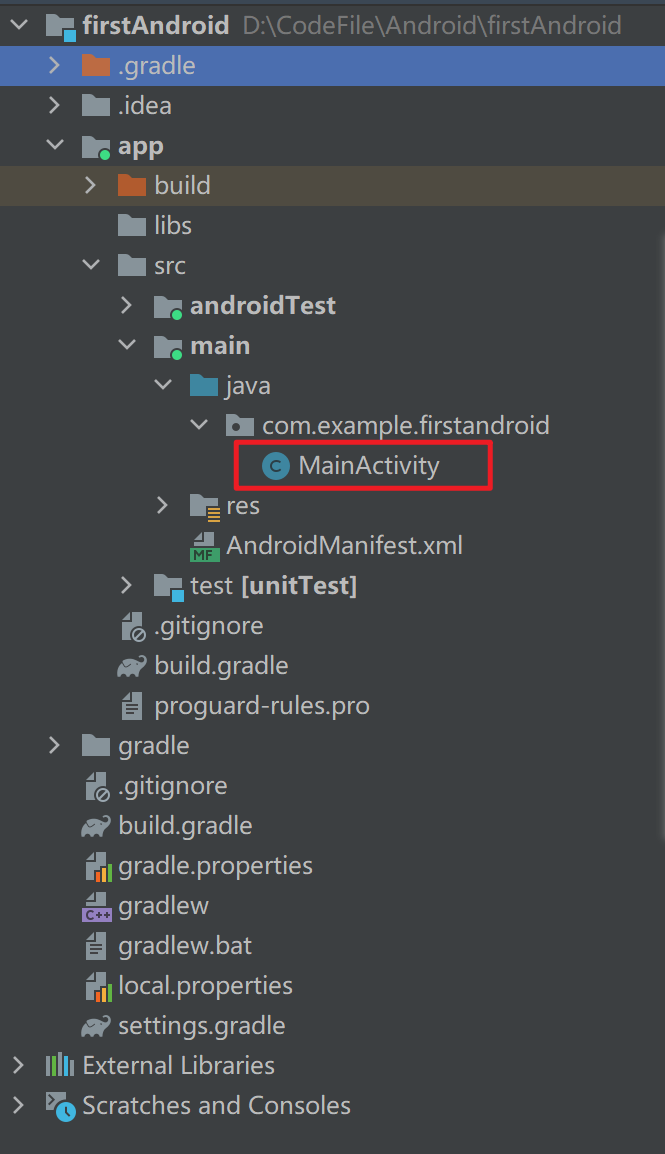 firstAndroid D:\CodeFile\Android\firstAndroid
.gradle
.idea
app
build
libs
src
androidTest
main
java
com.example.firstandroid
C MainActivity
res
MF AndroidManifest.xml
test [unitTest]
.gitignore
build.gradle
proguard-rules.pro
gradle
.gitignore
build.gradle
gradle.properties
C++ gradlew
gradlew.bat
local.properties
settings.gradle
External Libraries
Scratches and Consoles